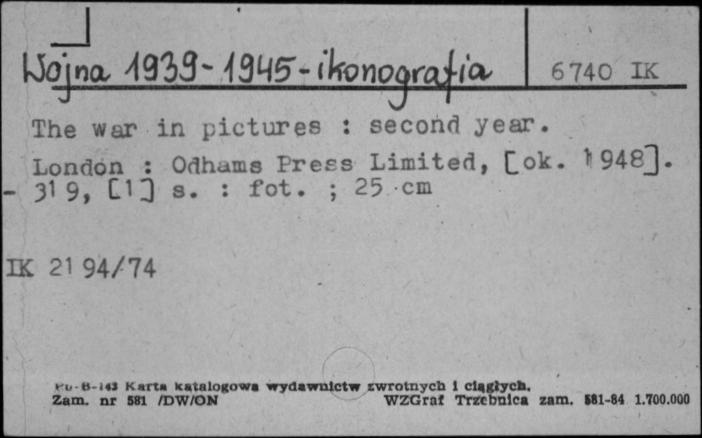 Wojna 1939-1945-ikonografia 6740 IK
The war in pictures : second year.
London : Odhams Press Limited, [ok. 1948].
- 319, [1] s. : fot. ; 25 cm
IK 2194/74
Pu-B-143 Karta katalogowa wydawnictw zwrotnych i ciągłych.
Zam. nr 581 /DW/ON WZGraf Trzebnica zam. 581-84 1.700.000